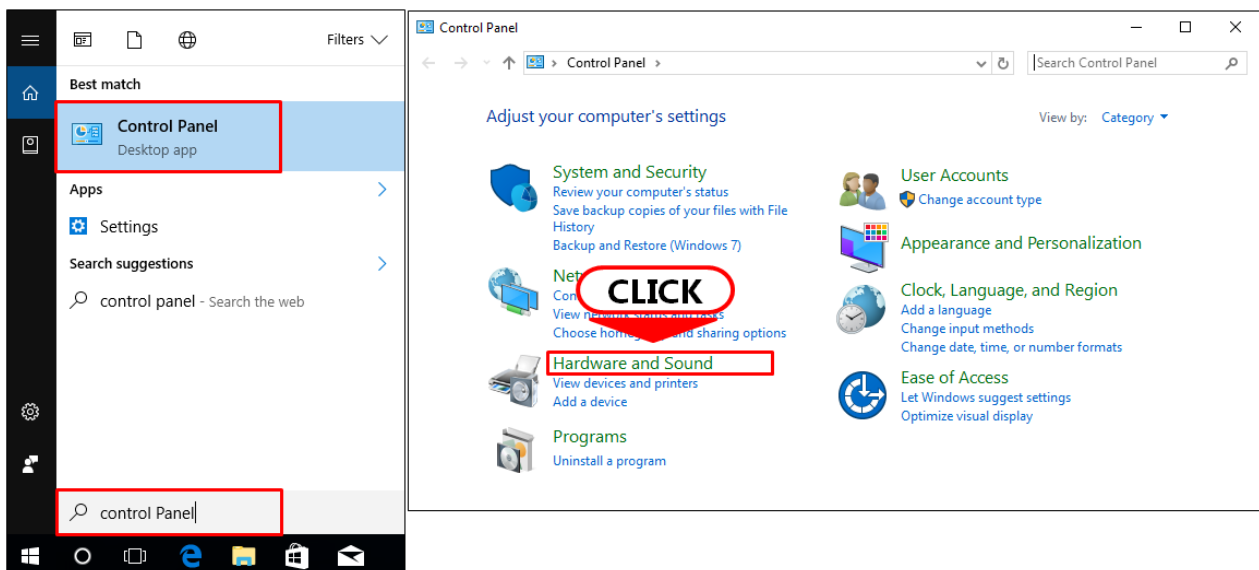 Filters
Best match
Control Panel
Desktop app
Apps
Settings
Search suggestions
control panel - Search the web
control Panel
Control Panel
Control Panel
Search Control Panel
Adjust your computer's settings
View by: Category
System and Security
Review your computer's status
Save backup copies of your files with File
History
Backup and Restore (Windows 7)
CLICK
View network status and tasks
sharing options
Hardware and Sound
View devices and printers
Add a device
Programs
Uninstall a program
User Accounts
Change account type
Appearance and Personalization
Clock, Language, and Region
Add a language
Change input methods
Change date, time, or number formats
Ease of Access
Let Windows suggest settings
Optimize visual display